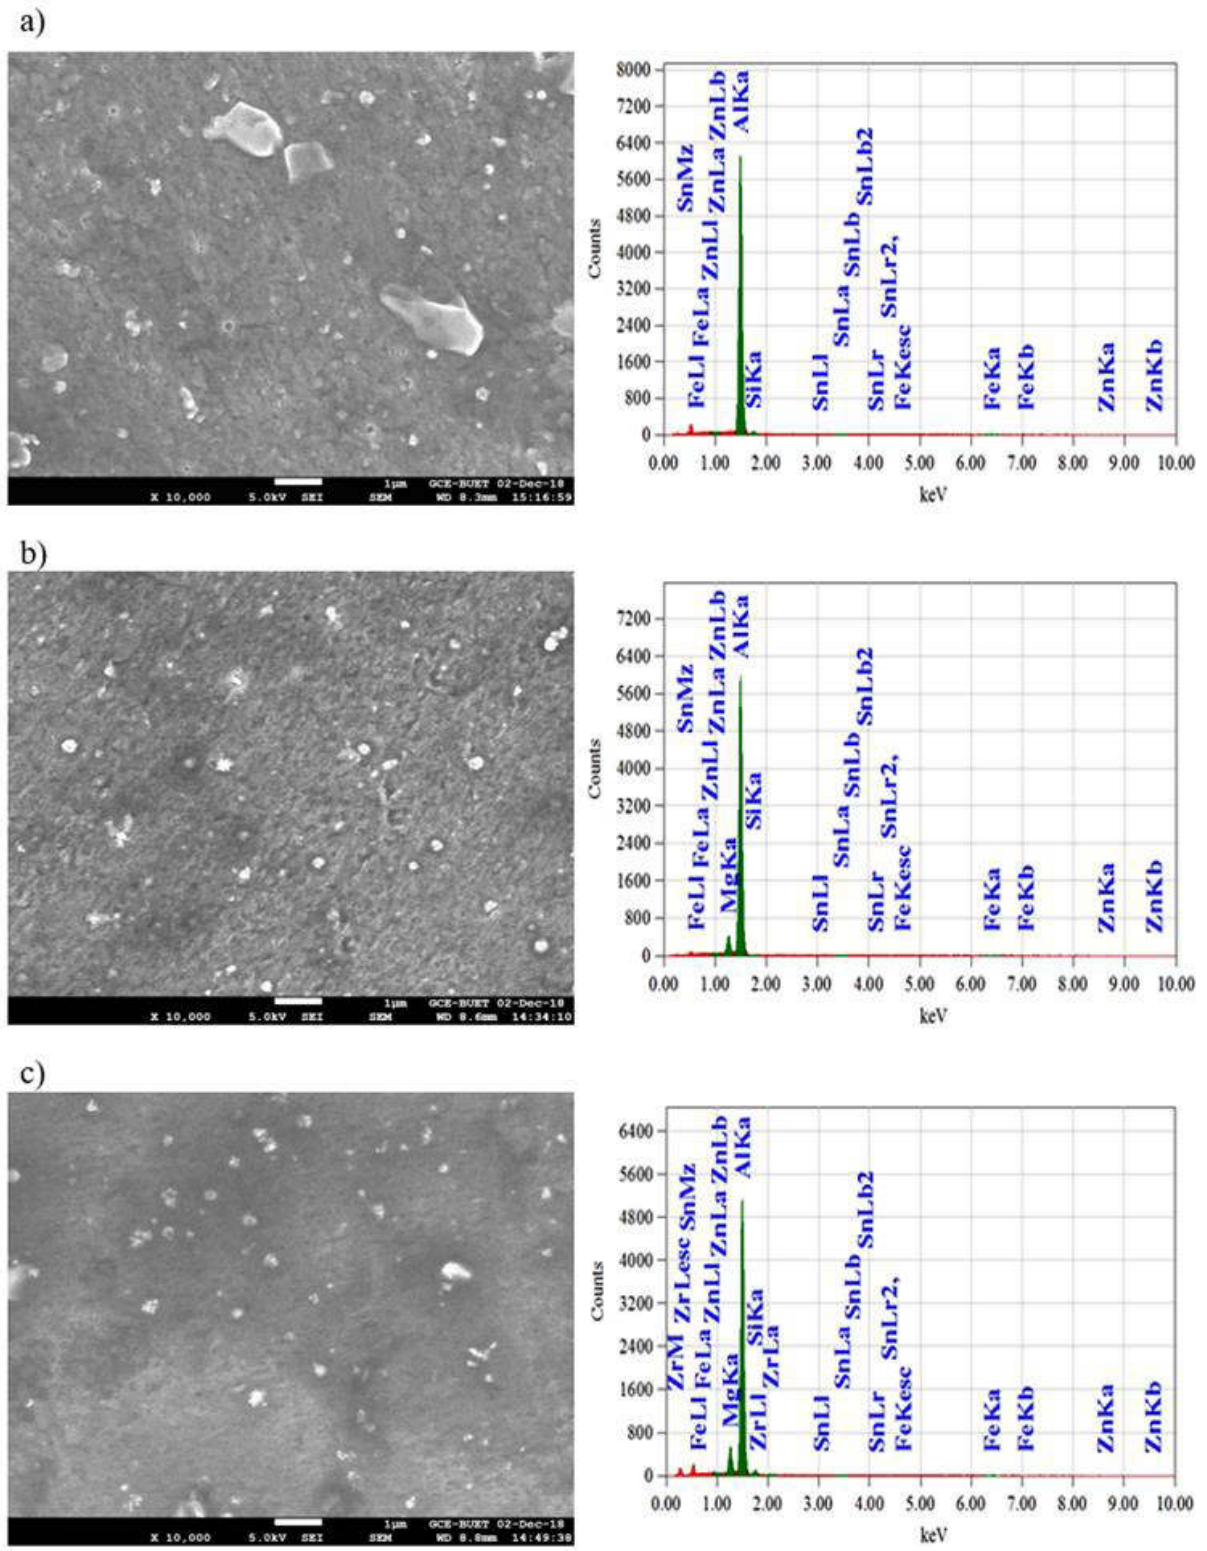 a)
X 10,000 5.0kV SEI SEM 1μm GCE-BUET 02-Dec-18 WD 8.3mm 15:16:59
Counts
8000
7200
6400
5600
4800
4000
3200
2400
1600
800
0
SnMz
FeLl
FeLa
ZnLl
ZnLa
ZnLb
AlKa
SiKa
SnLl
SnLa
SnLb
SnLb2
SnLr
SnLr2,
FeKesc
FeKa
FeKb
ZnKa
ZnKb
0.00 1.00 2.00 3.00 4.00 5.00 6.00 7.00 8.00 9.00 10.00
keV
b)
X 10,000 5.0kV SEI SEM 1μm GCE-BUET 02-Dec-18 WD 8.6mm 14:34:10
Counts
7200
6400
5600
4800
4000
3200
2400
1600
800
0
SnMz
FeLl
FeLa
ZnLl
ZnLa
ZnLb
MgKa
AlKa
SiKa
SnLl
SnLa
SnLb
SnLb2
SnLr
SnLr2,
FeKesc
FeKa
FeKb
ZnKa
ZnKb
0.00 1.00 2.00 3.00 4.00 5.00 6.00 7.00 8.00 9.00 10.00
keV
c)
X 10,000 5.0kV SEI SEM 1μm GCE-BUET 02-Dec-18 WD 8.8mm 14:49:38
Counts
6400
5600
4800
4000
3200
2400
1600
800
0
ZrM
ZrLesc
SnMz
FeLl
FeLa
ZnLl
ZnLa
ZnLb
MgKa
AlKa
SiKa
ZrLl
ZrLa
SnLl
SnLa
SnLb
SnLb2
SnLr
SnLr2,
FeKesc
FeKa
FeKb
ZnKa
ZnKb
0.00 1.00 2.00 3.00 4.00 5.00 6.00 7.00 8.00 9.00 10.00
keV